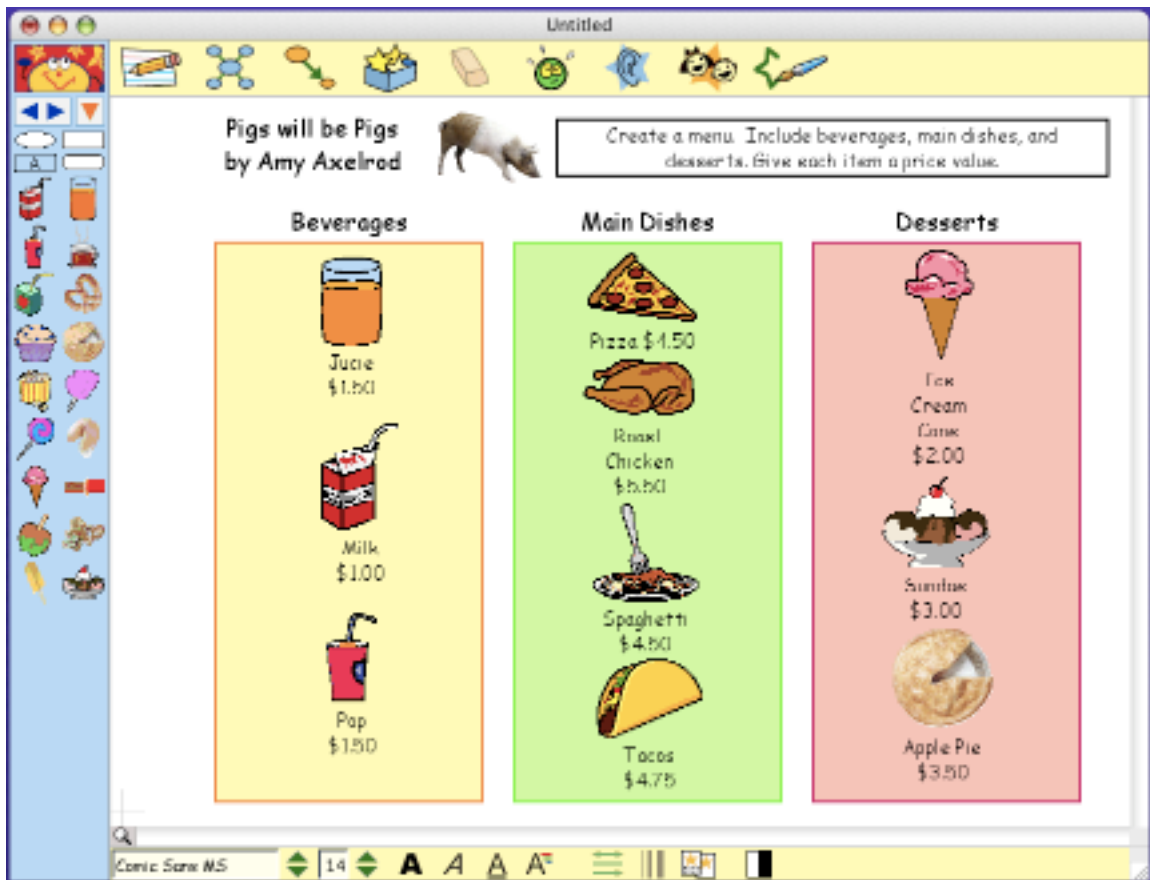 Untitled
Pigs will be Pigs
by Amy Axelrod
Create a menu. Include beverages, main dishes, and
desserts. Give each item a price value.
Beverages
Main Dishes
Desserts
Jucie
$1.50
Milk
$1.00
Pop
$1.50
Pizza $4.50
Roast
Chicken
$5.50
Spaghetti
$4.50
Tacos
$4.75
Ice
Cream
Cone
$2.00
Sundae
$3.00
Apple Pie
$3.50
A
Comic Sans MS
14
A A A A